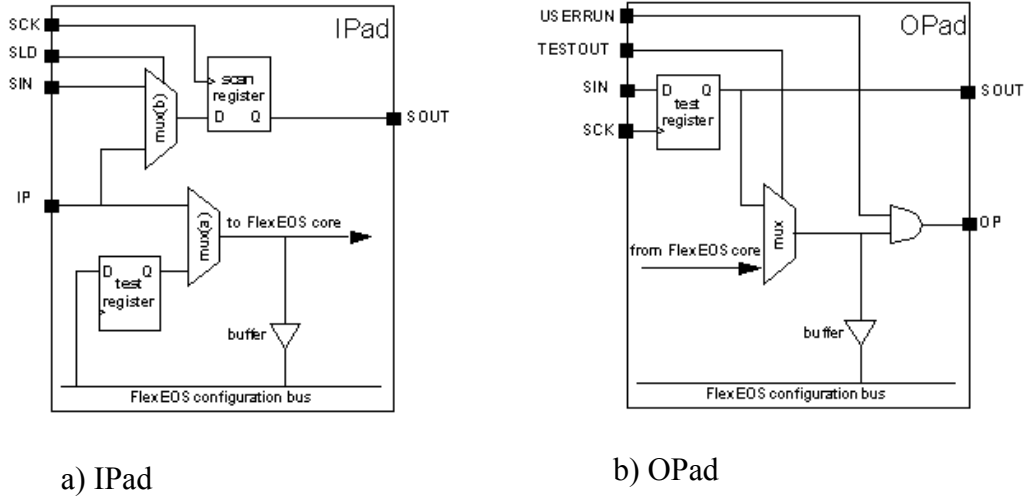 IPad
SCK
SLD
SIN
mux(b)
scan
register
D Q
SOUT
IP
mux(a)
to FlexEOS core
D Q
test
register
buffer
FlexEOS configuration bus
a) IPad
OPad
USERRUN
TESTOUT
SIN
SCK
D Q
test
register
SOUT
mux
OP
from FlexEOS core
buffer
FlexEOS configuration bus
b) OPad